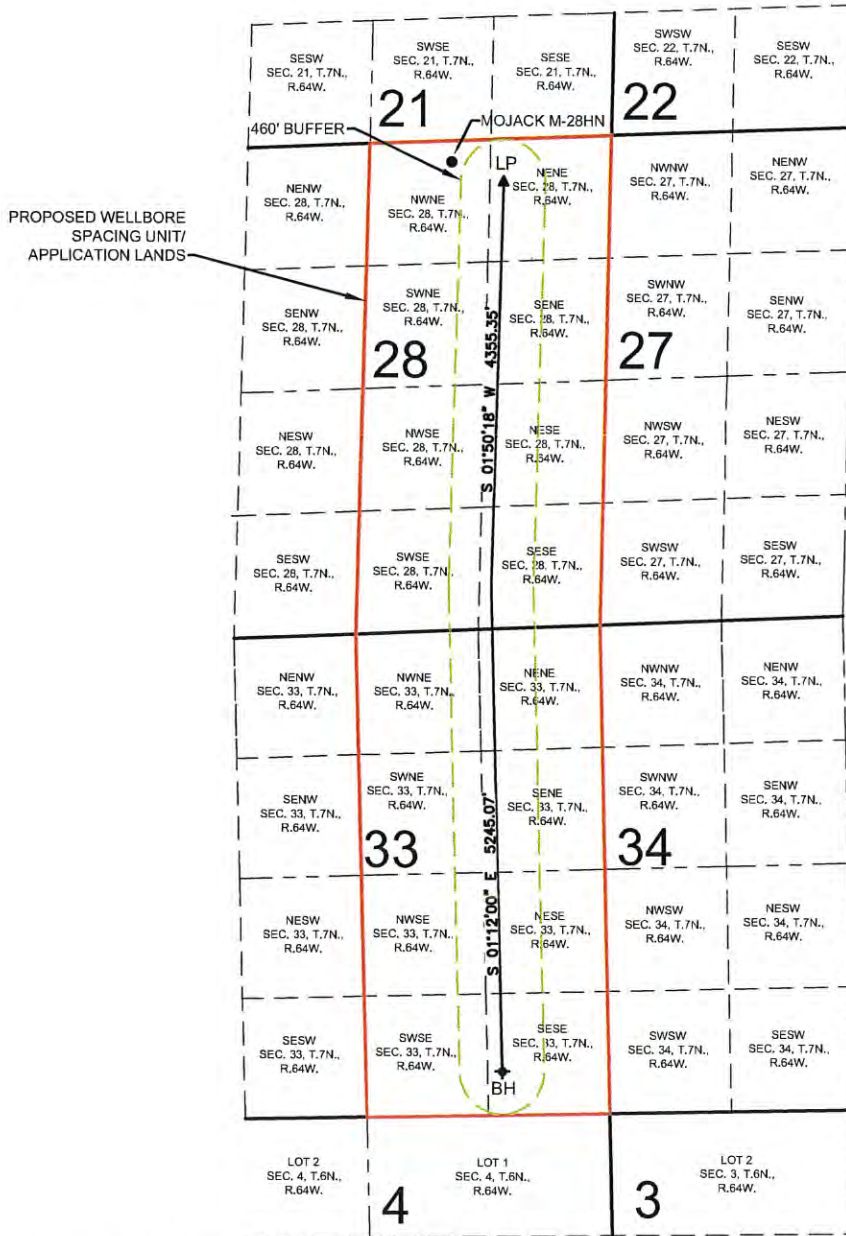 SESW
SEC. 21, T.7N.,
R.64W.
SWSE
SEC. 21, T.7N.,
R.64W.
SESE
SEC. 21, T.7N.,
R.64W.
SWSW
SEC. 22, T.7N.,
R.64W.
SESW
SEC. 22, T.7N.,
R.64W.
21
22
460' BUFFER
MOJACK M-28HN
LP
PROPOSED WELLBORE
SPACING UNIT/
APPLICATION LANDS
NENW
SEC. 28, T.7N.,
R.64W.
NWNE
SEC. 28, T.7N.,
R.64W.
NENE
SEC. 28, T.7N.,
R.64W.
NWNW
SEC. 27, T.7N.,
R.64W.
NENW
SEC. 27, T.7N.,
R.64W.
SENW
SEC. 28, T.7N.,
R.64W.
SWNE
SEC. 28, T.7N.,
R.64W.
SENE
SEC. 28, T.7N.,
R.64W.
SWNW
SEC. 27, T.7N.,
R.64W.
SENW
SEC. 27, T.7N.,
R.64W.
28
27
S 01°50'18" W 4355.35'
NESW
SEC. 28, T.7N.,
R.64W.
NWSE
SEC. 28, T.7N.,
R.64W.
NESE
SEC. 28, T.7N.,
R.64W.
NWSW
SEC. 27, T.7N.,
R.64W.
NESW
SEC. 27, T.7N.,
R.64W.
SESW
SEC. 28, T.7N.,
R.64W.
SWSE
SEC. 28, T.7N.,
R.64W.
SESE
SEC. 28, T.7N.,
R.64W.
SWSW
SEC. 27, T.7N.,
R.64W.
SESW
SEC. 27, T.7N.,
R.64W.
NENW
SEC. 33, T.7N.,
R.64W.
NWNE
SEC. 33, T.7N.,
R.64W.
NENE
SEC. 33, T.7N.,
R.64W.
NWNW
SEC. 34, T.7N.,
R.64W.
NENW
SEC. 34, T.7N.,
R.64W.
SENW
SEC. 33, T.7N.,
R.64W.
SWNE
SEC. 33, T.7N.,
R.64W.
SENE
SEC. 33, T.7N.,
R.64W.
SWNW
SEC. 34, T.7N.,
R.64W.
SENW
SEC. 34, T.7N.,
R.64W.
33
34
S 01°12'00" E 5245.07'
NESW
SEC. 33, T.7N.,
R.64W.
NWSE
SEC. 33, T.7N.,
R.64W.
NESE
SEC. 33, T.7N.,
R.64W.
NWSW
SEC. 34, T.7N.,
R.64W.
NESW
SEC. 34, T.7N.,
R.64W.
SESW
SEC. 33, T.7N.,
R.64W.
SWSE
SEC. 33, T.7N.,
R.64W.
SESE
SEC. 33, T.7N.,
R.64W.
SWSW
SEC. 34, T.7N.,
R.64W.
SESW
SEC. 34, T.7N.,
R.64W.
BH
LOT 2
SEC. 4, T.6N.,
R.64W.
LOT 1
SEC. 4, T.6N.,
R.64W.
LOT 2
SEC. 3, T.6N.,
R.64W.
4
3